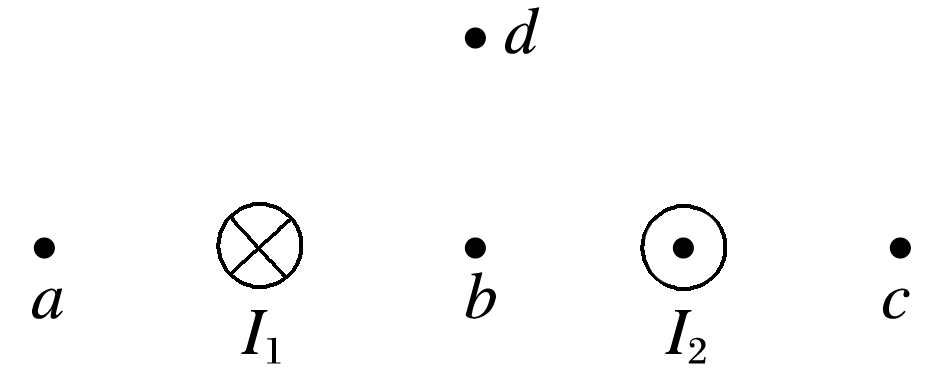 d
a b c
I₁ I₂